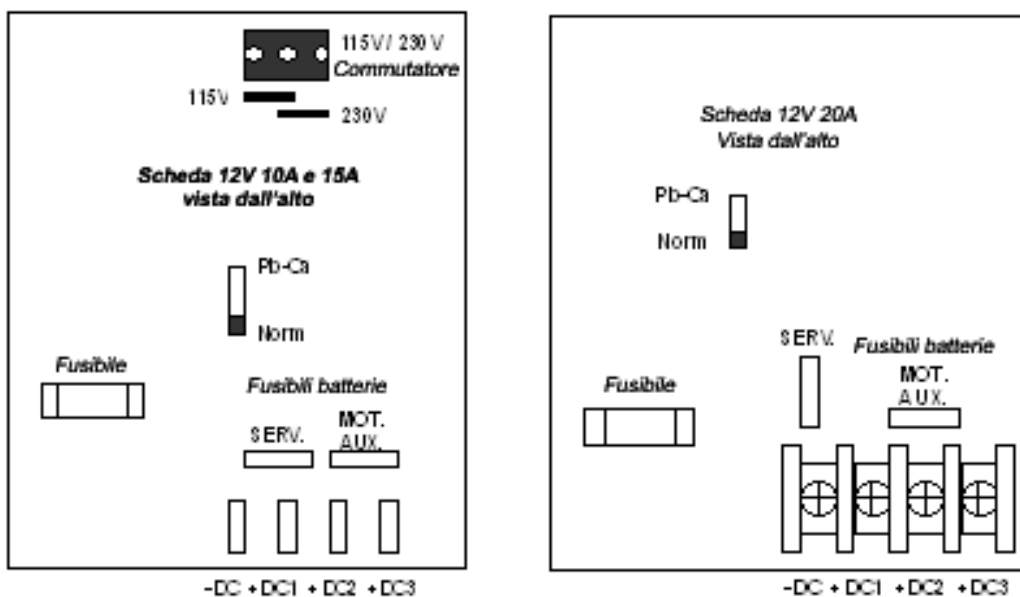 115V / 230V
Commutatore
115V
230V
Scheda 12V 10A e 15A
vista dall'alto
Pb-Ca
Norm
Fusibile
Fusibili batterie
SERV.
MOT.
AUX.
-DC +DC1 +DC2 +DC3
Scheda 12V 20A
Vista dall'alto
Pb-Ca
Norm
SERV.
Fusibili batterie
MOT.
AUX.
Fusibile
-DC +DC1 +DC2 +DC3